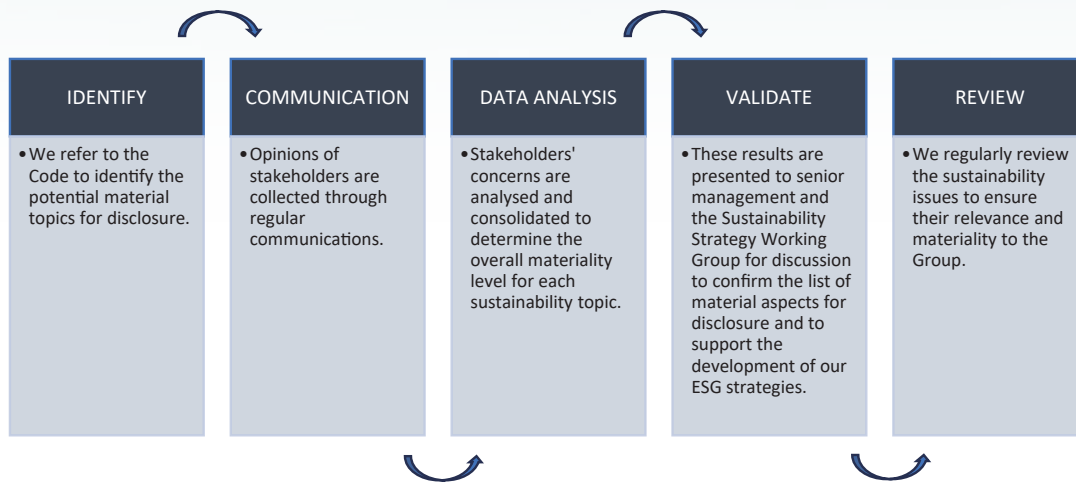 IDENTIFY
•We refer to the
Code to identify the
potential material
topics for disclosure.
COMMUNICATION
•Opinions of
stakeholders are
collected through
regular
communications.
DATA ANALYSIS
•Stakeholders'
concerns are
analysed and
consolidated to
determine the
overall materiality
level for each
sustainability topic.
VALIDATE
•These results are
presented to senior
management and
the Sustainability
Strategy Working
Group for discussion
to confirm the list of
material aspects for
disclosure and to
support the
development of our
ESG strategies.
REVIEW
•We regularly review
the sustainability
issues to ensure
their relevance and
materiality to the
Group.